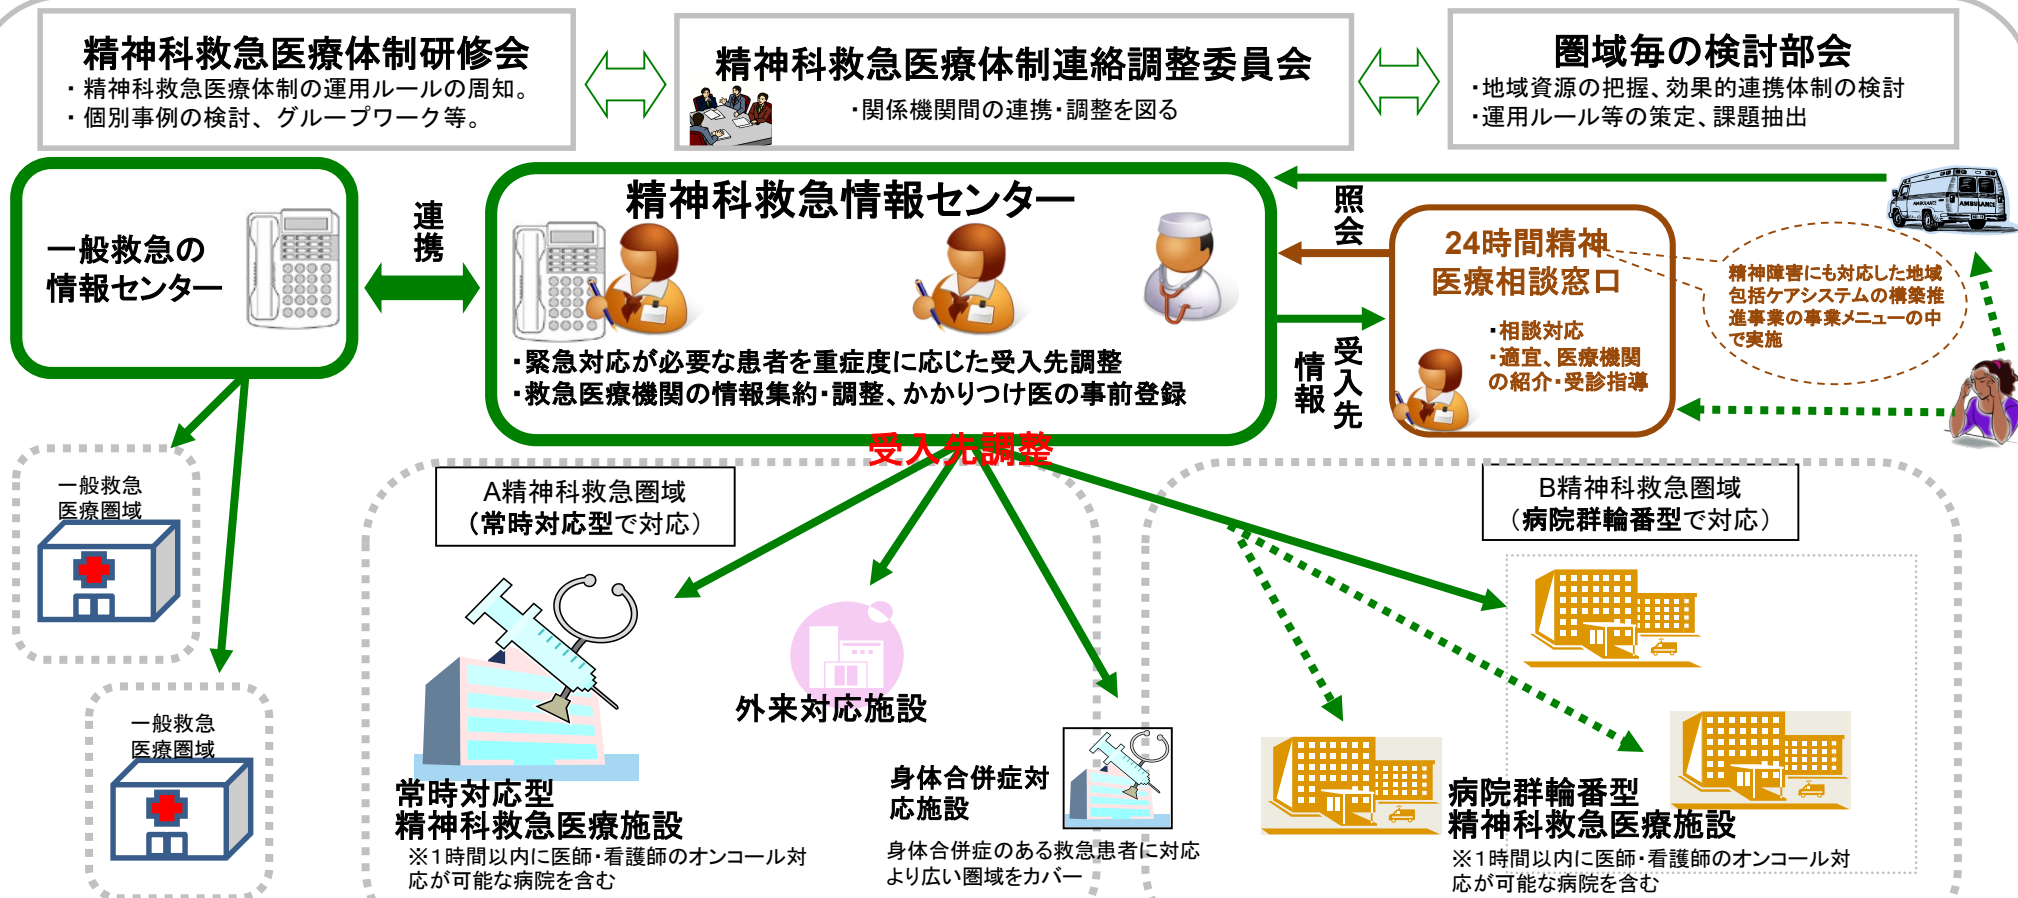 精神科救急医療体制研修会
・精神科救急医療体制の運用ルールの周知。
・個別事例の検討、グループワーク等。
精神科救急医療体制連絡調整委員会
・関係機関間の連携・調整を図る
圏域毎の検討部会
・地域資源の把握、効果的連携体制の検討
・運用ルール等の策定、課題抽出
一般救急の
情報センター
連携
精神科救急情報センター
・緊急対応が必要な患者を重症度に応じた受入先調整
・救急医療機関の情報集約・調整、かかりつけ医の事前登録
照会
受入先
情報
24時間精神
医療相談窓口
・相談対応
・適宜、医療機関
の紹介・受診指導
AMBULANCE
精神障害にも対応した地域
包括ケアシステムの構築推
進事業の事業メニューの中
で実施
受入先調整
一般救急
医療圏域
一般救急
医療圏域
A精神科救急圏域
（常時対応型で対応）
常時対応型
精神科救急医療施設
※1時間以内に医師・看護師のオンコール対
応が可能な病院を含む
外来対応施設
身体合併症対
応施設
身体合併症のある救急患者に対応
より広い圏域をカバー
B精神科救急圏域
（病院群輪番型で対応）
病院群輪番型
精神科救急医療施設
※1時間以内に医師・看護師のオンコール対
応が可能な病院を含む